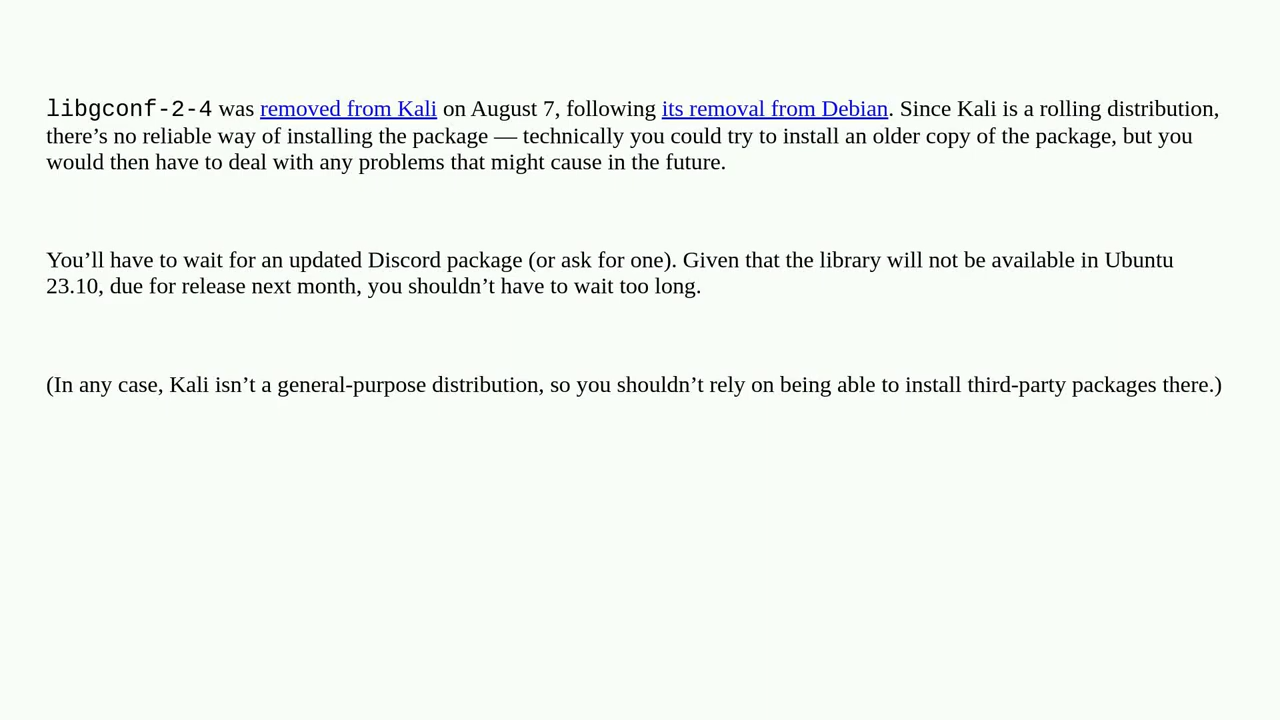 libgconf-2-4 was removed from Kali on August 7, following its removal from Debian. Since Kali is a rolling distribution,
there’s no reliable way of installing the package — technically you could try to install an older copy of the package, but you
would then have to deal with any problems that might cause in the future.
You’ll have to wait for an updated Discord package (or ask for one). Given that the library will not be available in Ubuntu
23.10, due for release next month, you shouldn’t have to wait too long.
(In any case, Kali isn’t a general-purpose distribution, so you shouldn’t rely on being able to install third-party packages there.)